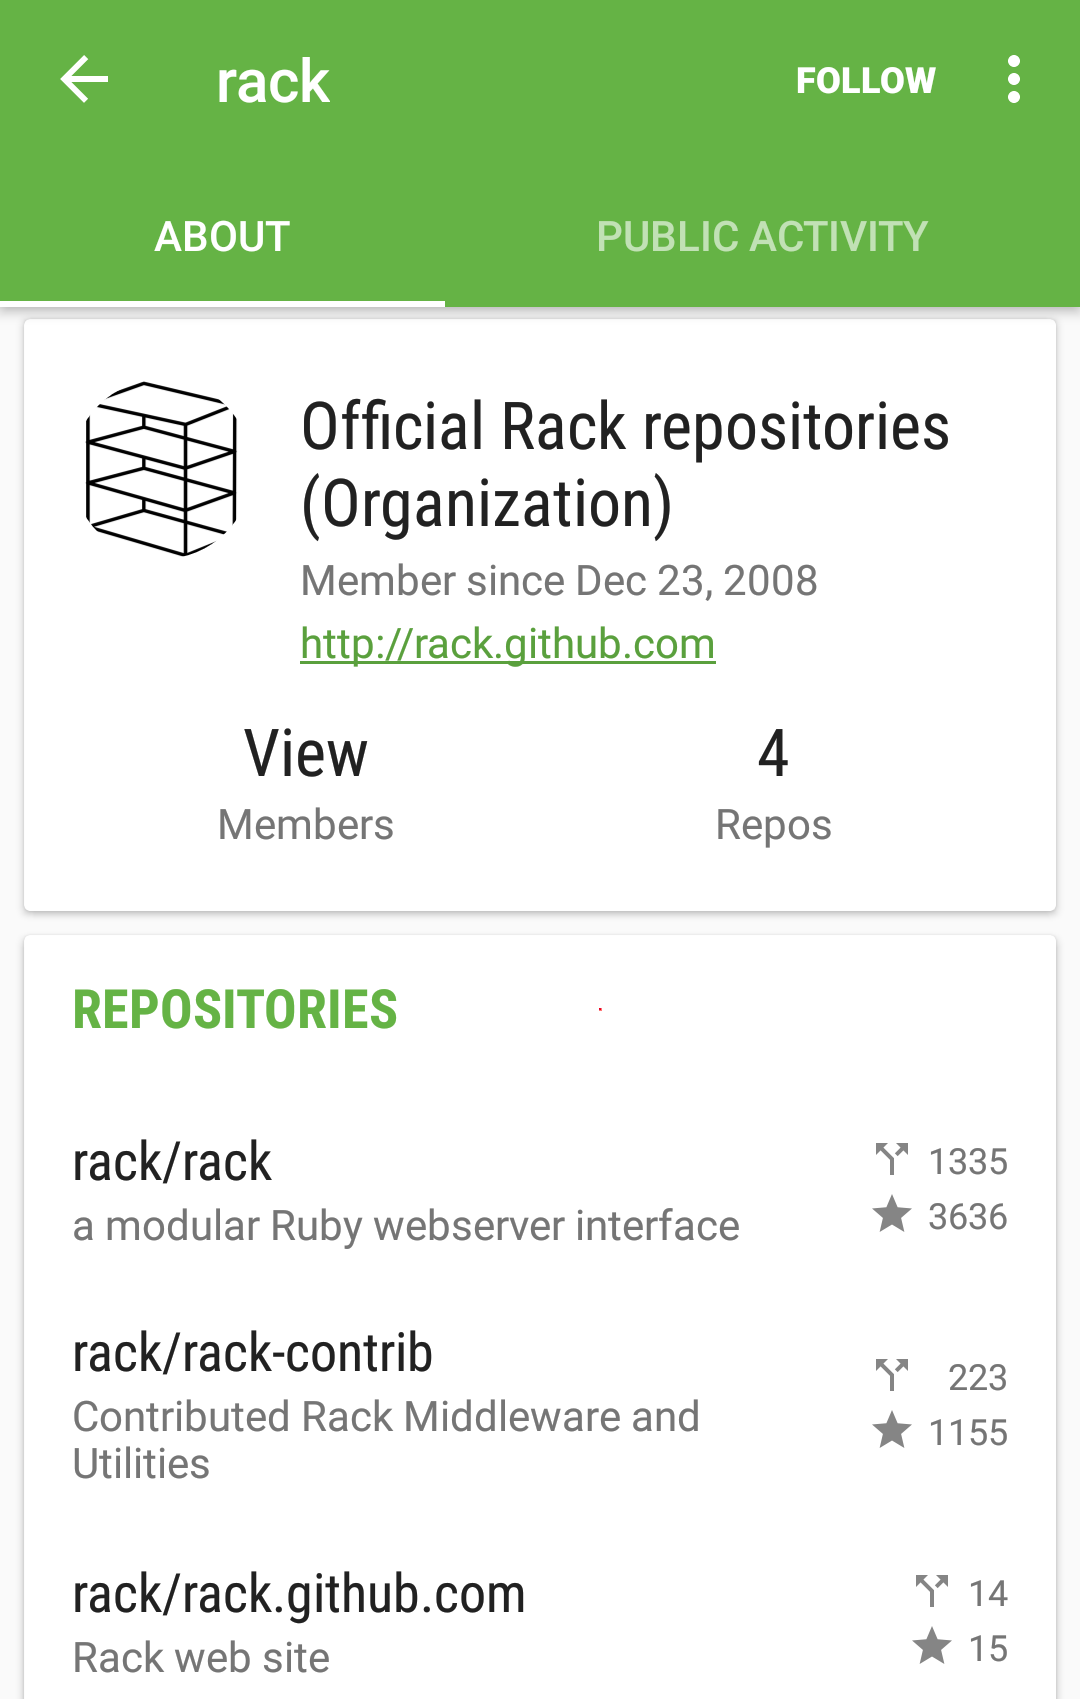 rack
FOLLOW
ABOUT
PUBLIC ACTIVITY
Official Rack repositories
(Organization)
Member since Dec 23, 2008
http://rack.github.com
View
Members
4
Repos
REPOSITORIES
rack/rack
a modular Ruby webserver interface
1335
3636
rack/rack-contrib
Contributed Rack Middleware and
Utilities
223
1155
rack/rack.github.com
Rack web site
14
15